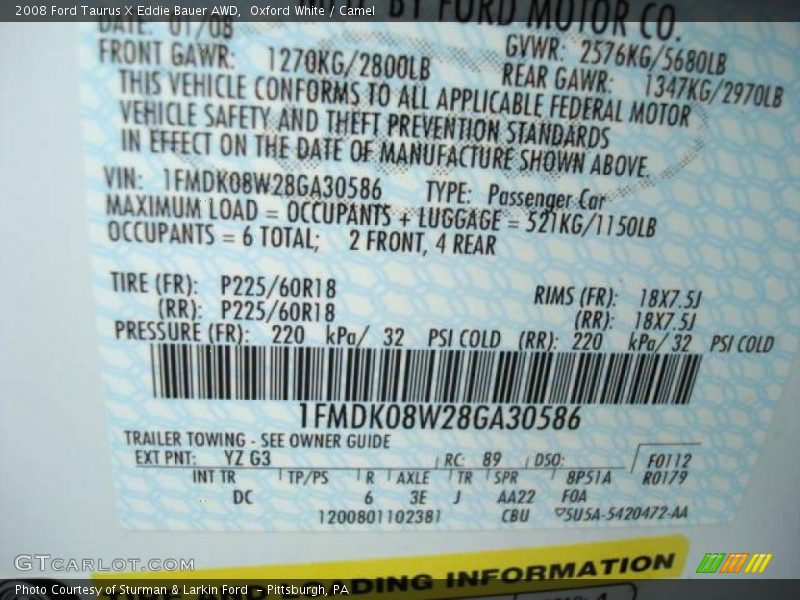 2008 Ford Taurus X Eddie Bauer AWD, Oxford White / Camel
BY FORD MOTOR CO.
DATE: 01/08
FRONT GAWR: 1270KG/2800LB GVWR: 2576KG/5680LB
REAR GAWR: 1347KG/2970LB
THIS VEHICLE CONFORMS TO ALL APPLICABLE FEDERAL MOTOR
VEHICLE SAFETY AND THEFT PREVENTION STANDARDS
IN EFFECT ON THE DATE OF MANUFACTURE SHOWN ABOVE.
VIN: 1FMDK08W28GA30586 TYPE: Passenger Car
MAXIMUM LOAD = OCCUPANTS + LUGGAGE = 521KG/1150LB
OCCUPANTS = 6 TOTAL; 2 FRONT, 4 REAR
TIRE (FR): P225/60R18 RIMS (FR): 18X7.5J
(RR): P225/60R18 (RR): 18X7.5J
PRESSURE (FR): 220 kPa/ 32 PSI COLD (RR): 220 kPa/ 32 PSI COLD
1FMDK08W28GA30586
TRAILER TOWING - SEE OWNER GUIDE
EXT PNT: YZ G3 RC: 89 DSO: F0112
INT TR TP/PS R AXLE TR SPR 8P51A R0179
DC 6 3E J AA22 F0A
1200801102381 CBU 5U5A-5420472-AA
GTCARLOT.COM
TIRE AND LOADING INFORMATION
Photo Courtesy of Sturman & Larkin Ford - Pittsburgh, PA